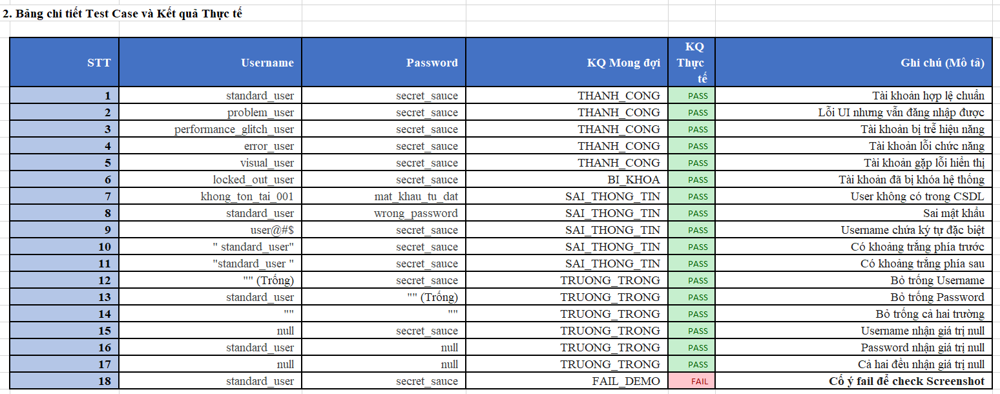 2. Bảng chi tiết Test Case và Kết quả Thực tế
STT Username Password KQ Mong đợi KQ Thực tế Ghi chú (Mô tả)
1 standard_user secret_sauce THANH_CONG PASS Tài khoản hợp lệ chuẩn
2 problem_user secret_sauce THANH_CONG PASS Lỗi UI nhưng vẫn đăng nhập được
3 performance_glitch_user secret_sauce THANH_CONG PASS Tài khoản bị trễ hiệu năng
4 error_user secret_sauce THANH_CONG PASS Tài khoản lỗi chức năng
5 visual_user secret_sauce THANH_CONG PASS Tài khoản gặp lỗi hiển thị
6 locked_out_user secret_sauce BI_KHOA PASS Tài khoản đã bị khóa hệ thống
7 khong_ton_tai_001 mat_khau_tu_dat SAI_THONG_TIN PASS User không có trong CSDL
8 standard_user wrong_password SAI_THONG_TIN PASS Sai mật khẩu
9 user@#$ secret_sauce SAI_THONG_TIN PASS Username chứa ký tự đặc biệt
10 " standard_user" secret_sauce SAI_THONG_TIN PASS Có khoảng trắng phía trước
11 "standard_user " secret_sauce SAI_THONG_TIN PASS Có khoảng trắng phía sau
12 "" (Trống) secret_sauce TRUONG_TRONG PASS Bỏ trống Username
13 standard_user "" (Trống) TRUONG_TRONG PASS Bỏ trống Password
14 "" "" TRUONG_TRONG PASS Bỏ trống cả hai trường
15 null secret_sauce TRUONG_TRONG PASS Username nhận giá trị null
16 standard_user null TRUONG_TRONG PASS Password nhận giá trị null
17 null null TRUONG_TRONG PASS Cả hai đều nhận giá trị null
18 standard_user secret_sauce FAIL_DEMO FAIL Cố ý fail để check Screenshot